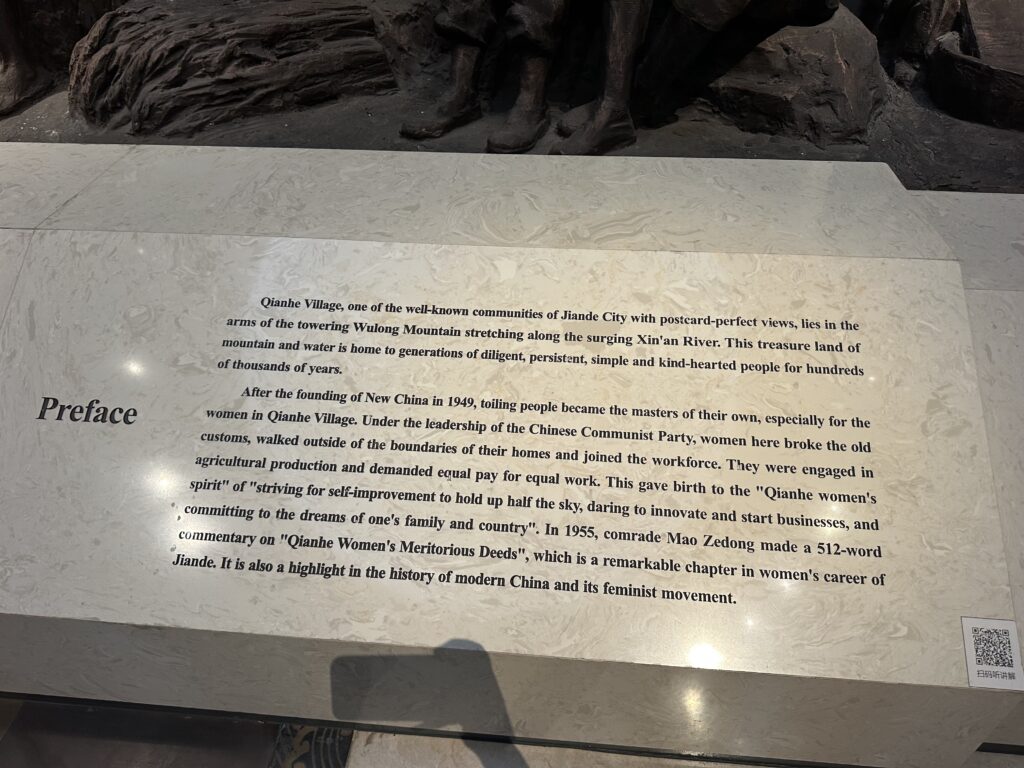 Preface
Qianhe Village, one of the well-known communities of Jiande City with postcard-perfect views, lies in the
arms of the towering Wulong Mountain stretching along the surging Xin'an River. This treasure land of
mountain and water is home to generations of diligent, persistent, simple and kind-hearted people for hundreds
of thousands of years.
After the founding of New China in 1949, toiling people became the masters of their own, especially for the
women in Qianhe Village. Under the leadership of the Chinese Communist Party, women here broke the old
customs, walked outside of the boundaries of their homes and joined the workforce. They were engaged in
agricultural production and demanded equal pay for equal work. This gave birth to the "Qianhe women's
spirit" of "striving for self-improvement to hold up half the sky, daring to innovate and start businesses, and
committing to the dreams of one's family and country". In 1955, comrade Mao Zedong made a 512-word
commentary on "Qianhe Women's Meritorious Deeds", which is a remarkable chapter in women's career of
Jiande. It is also a highlight in the history of modern China and its feminist movement.
扫码听讲解